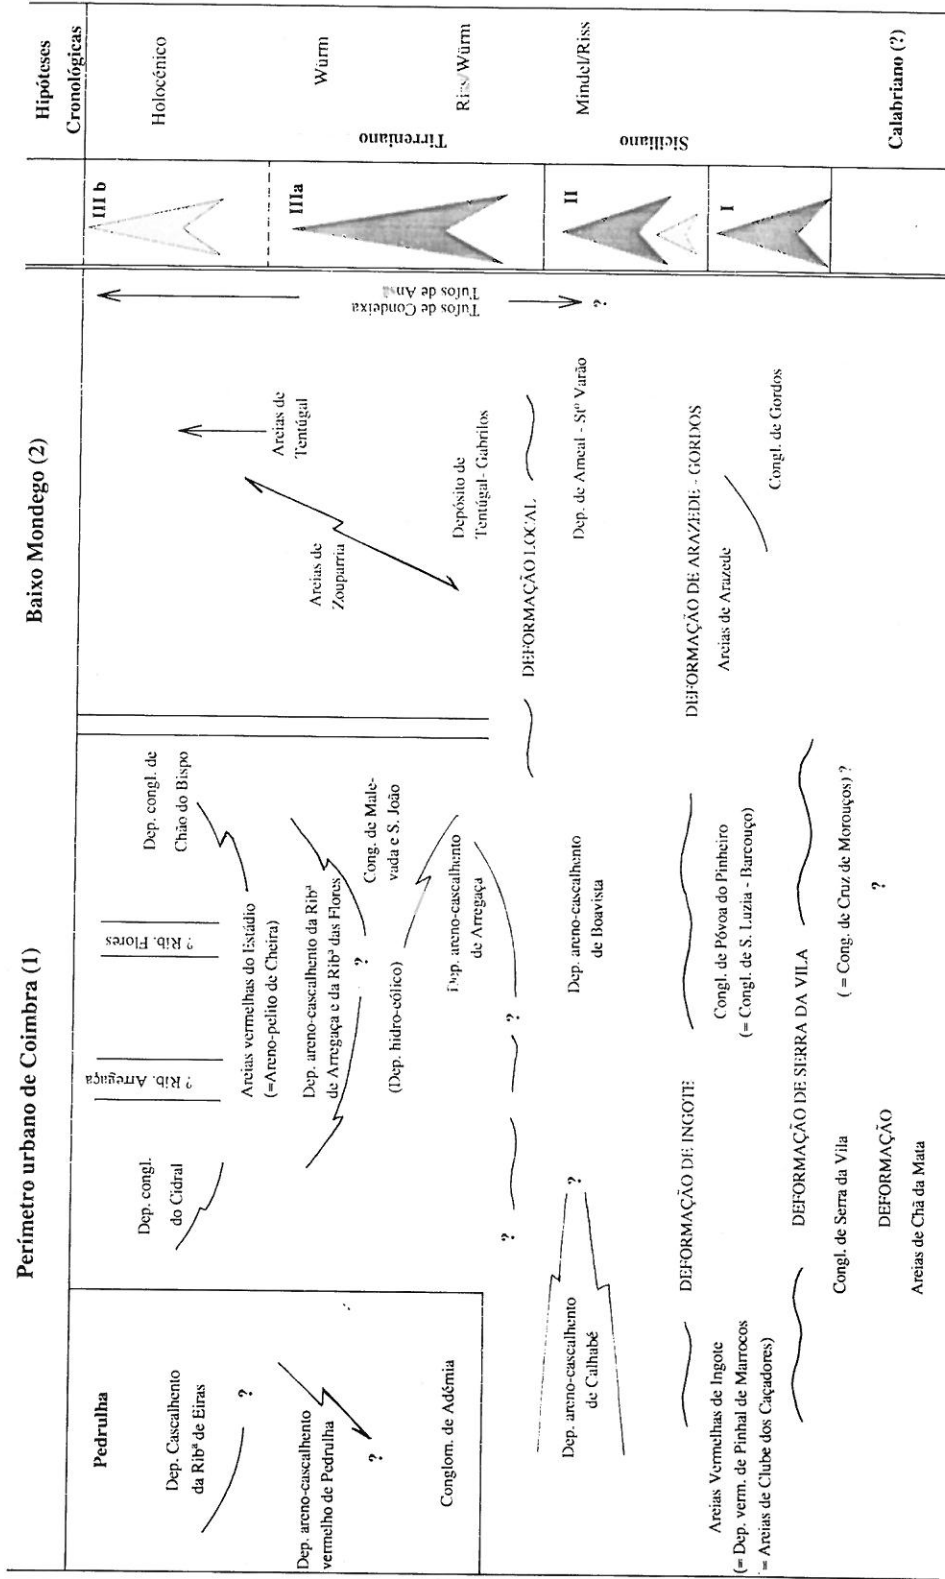 Perímetro urbano de Coimbra (1)
Baixo Mondego (2)
Hipóteses
Cronológicas
Pedrulha
Dep. Cascalhento
da Ribª de Eiras
?
Dep. areno-cascalhento
vermelho de Pedrulha
?
Conglom. de Adémia
Dep. congl.
do Cidral
? Rib. Arregaça
? Rib. Flores
Dep. congl. de
Chão do Bispo
Areias vermelhas do Estádio
(=Areno-pelito de Cheira)
Dep. areno-cascalhento da Ribª
de Arregaça e da Ribª das Flores
?
Cong. de Male-
vada e S. João
(Dep. hidro-eólico)
Dep. areno-cascalhento
de Arregaça
?
?
?
Dep. areno-cascalhento
de Calhabé
?
Dep. areno-cascalhento
de Boavista
DEFORMAÇÃO DE INGOTE
Areias Vermelhas de Ingote
(= Dep. verm. de Pinhal de Marrocos
= Areias de Clube dos Caçadores)
Congl. de Póvoa do Pinheiro
(= Congl. de S. Luzia - Barcouço)
DEFORMAÇÃO DE SERRA DA VILA
Congl. de Serra da Vila
( = Cong. de Cruz de Morouços) ?
DEFORMAÇÃO
?
Areias de Chã da Mata
Areias de
Tentúgal
Areias de
Zouparria
Depósito de
Tentúgal- Gabrilos
DEFORMAÇÃO LOCAL
Dep. de Ameal - Stº Varão
DEFORMAÇÃO DE ARAZEDE - GORDOS
Areias de Arazede
Congl. de Gordos
Tufos de Condeixa
Tufos de Ansã
?
III b
IIIa
II
I
Holocénico
Würm
Riss/Würm
Tirreniano
Mindel/Riss
Siciliano
Calabriano (?)